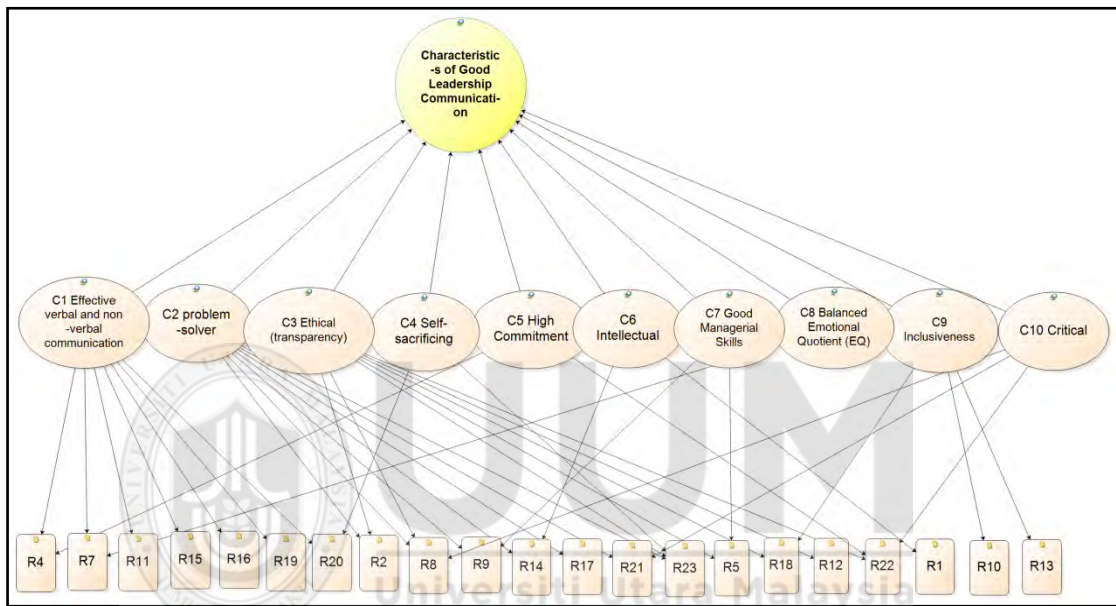 Characteristic
-s of Good
Leadership
Communicati-
on
C1 Effective
verbal and non
-verbal
communication
C2 problem
-solver
C3 Ethical
(transparency)
C4 Self-
sacrificing
C5 High
Commitment
C6
Intellectual
C7 Good
Managerial
Skills
C8 Balanced
Emotional
Quotient (EQ)
C9
Inclusiveness
C10 Critical
UUM
UNIVERSITI UTARA MALAYSIA
R4 R7 R11 R15 R16 R19 R20 R2 R8 R9 R14 R17 R21 R23 R5 R18 R12 R22 R1 R10 R13
Universiti Utara Malaysia